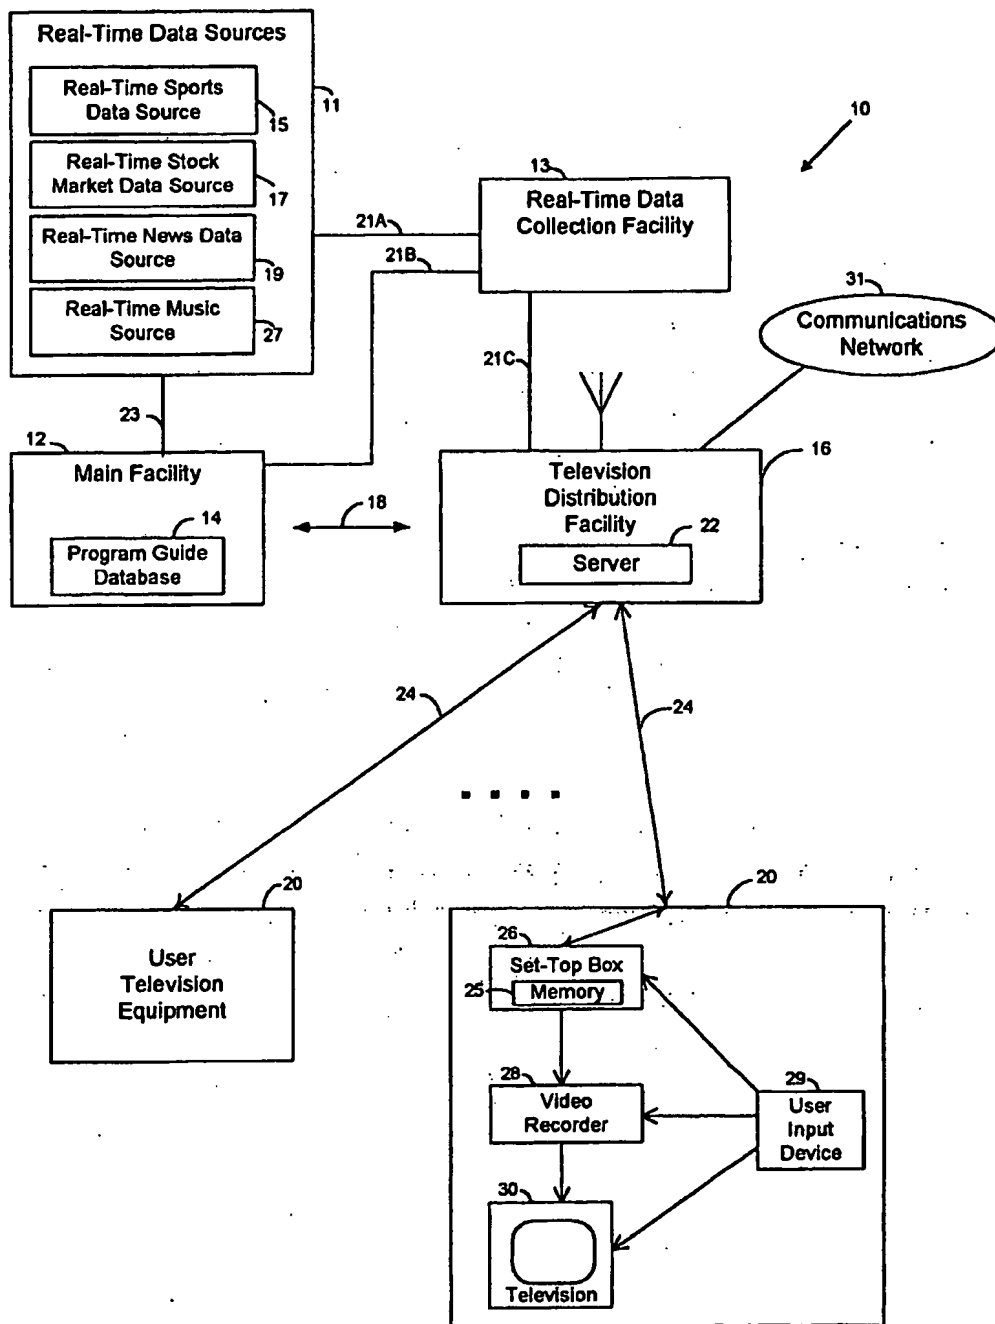 Real-Time Data Sources
Real-Time Sports
Data Source
15
11
Real-Time Stock
Market Data Source
17
Real-Time News Data
Source
19
Real-Time Music
Source
27
10
13
Real-Time Data
Collection Facility
21A
21B
21C
31
Communications
Network
23
12
Main Facility
14
Program Guide
Database
18
16
Television
Distribution
Facility
22
Server
24
24
20
User
Television
Equipment
20
26
Set-Top Box
25
Memory
28
Video
Recorder
29
User
Input
Device
30
Television